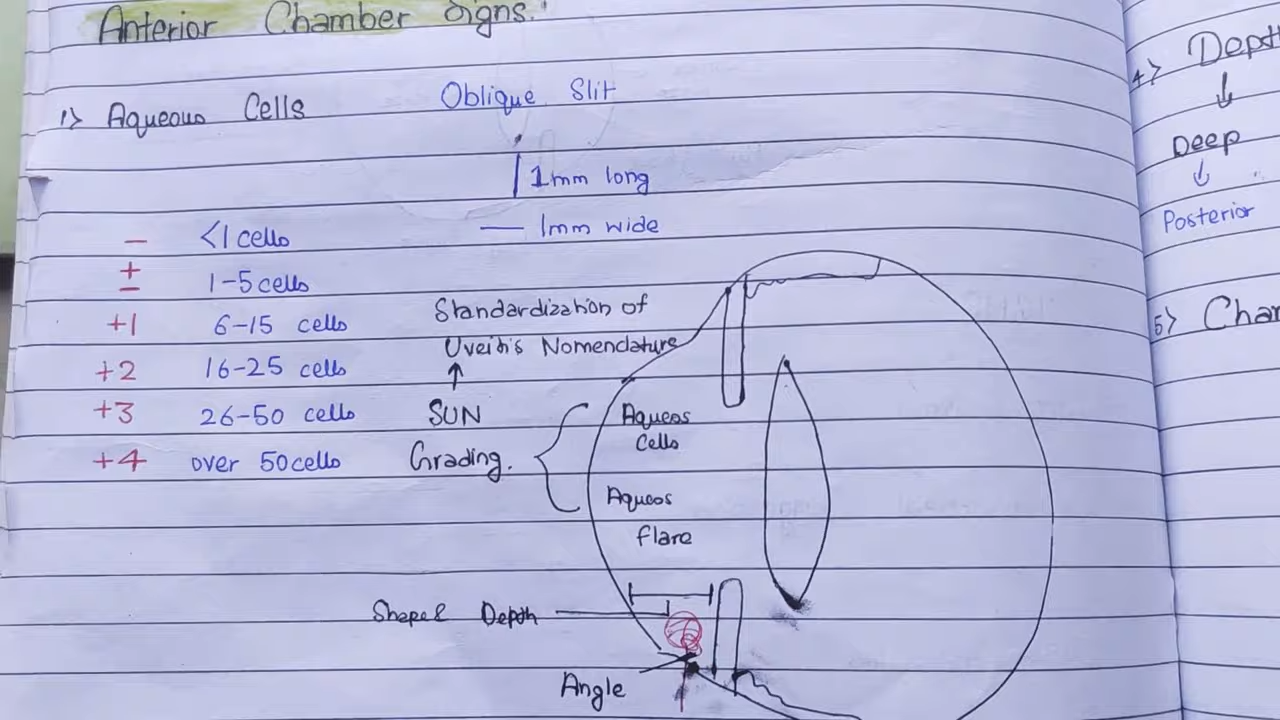 Anterior Chamber Signs.
1> Aqueous Cells
Oblique Slit
1mm long
1mm wide
- <1 cells
± 1-5 cells
+1 6-15 cells
+2 16-25 cells
+3 26-50 cells
+4 over 50 cells
Standardization of
Uveitis Nomenclature
↑
SUN
Grading.
Aqueos
Cells
Aqueos
flare
Shape & Depth
Angle
4> Depth
↓
Deep
↓
Posterior
5> Cham